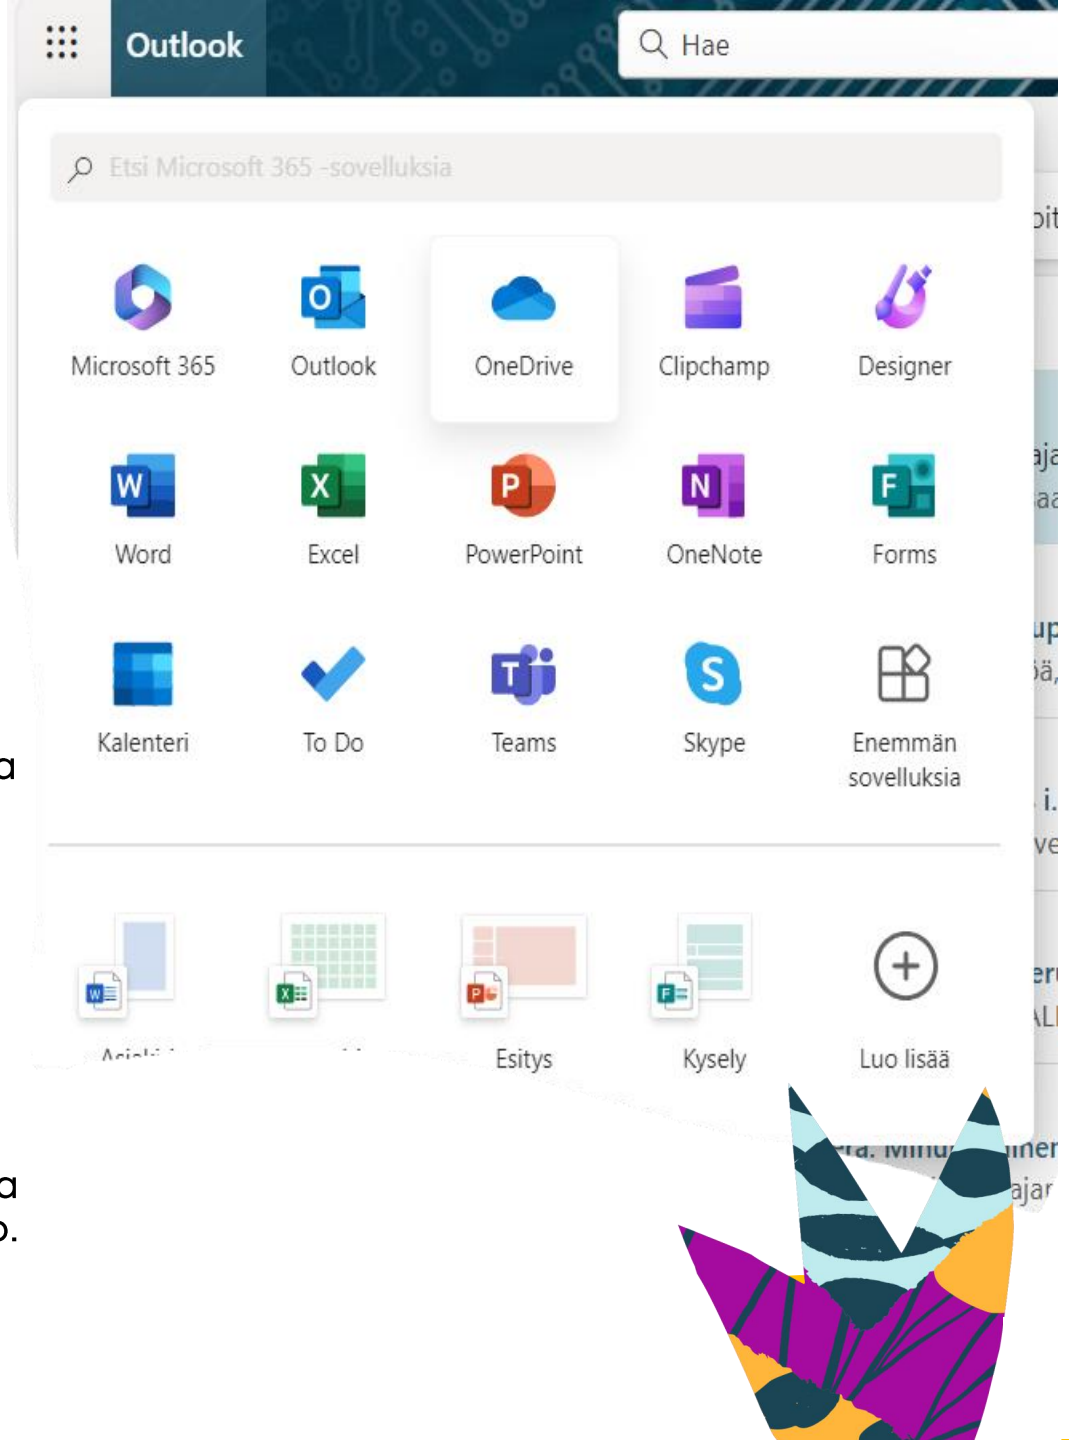 Outlook
Hae
Etsi Microsoft 365 -sovelluksia
Microsoft 365 Outlook OneDrive Clipchamp Designer
Word Excel PowerPoint OneNote Forms
Kalenteri To Do Teams Skype Enemmän
sovelluksia
Esitys Kysely Luo lisää